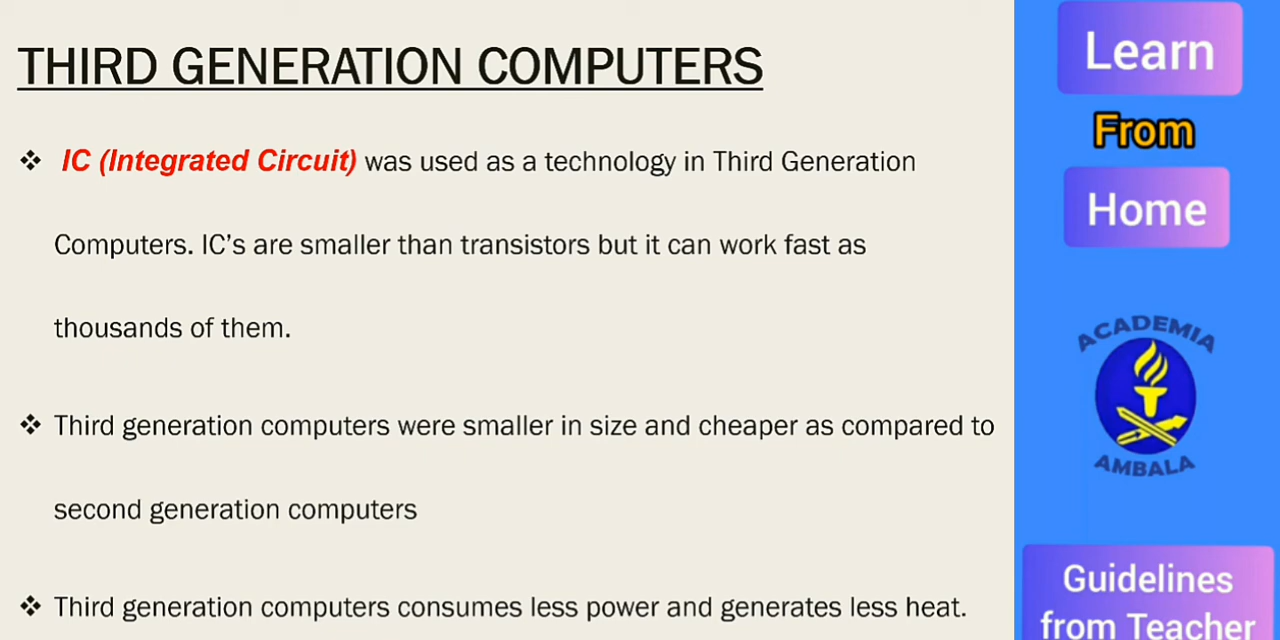 THIRD GENERATION COMPUTERS
❖ IC (Integrated Circuit) was used as a technology in Third Generation
Computers. IC's are smaller than transistors but it can work fast as
thousands of them.
❖ Third generation computers were smaller in size and cheaper as compared to
second generation computers
❖ Third generation computers consumes less power and generates less heat.
Learn
From
Home
ACADEMIA
AMBALA
Guidelines
from Teacher